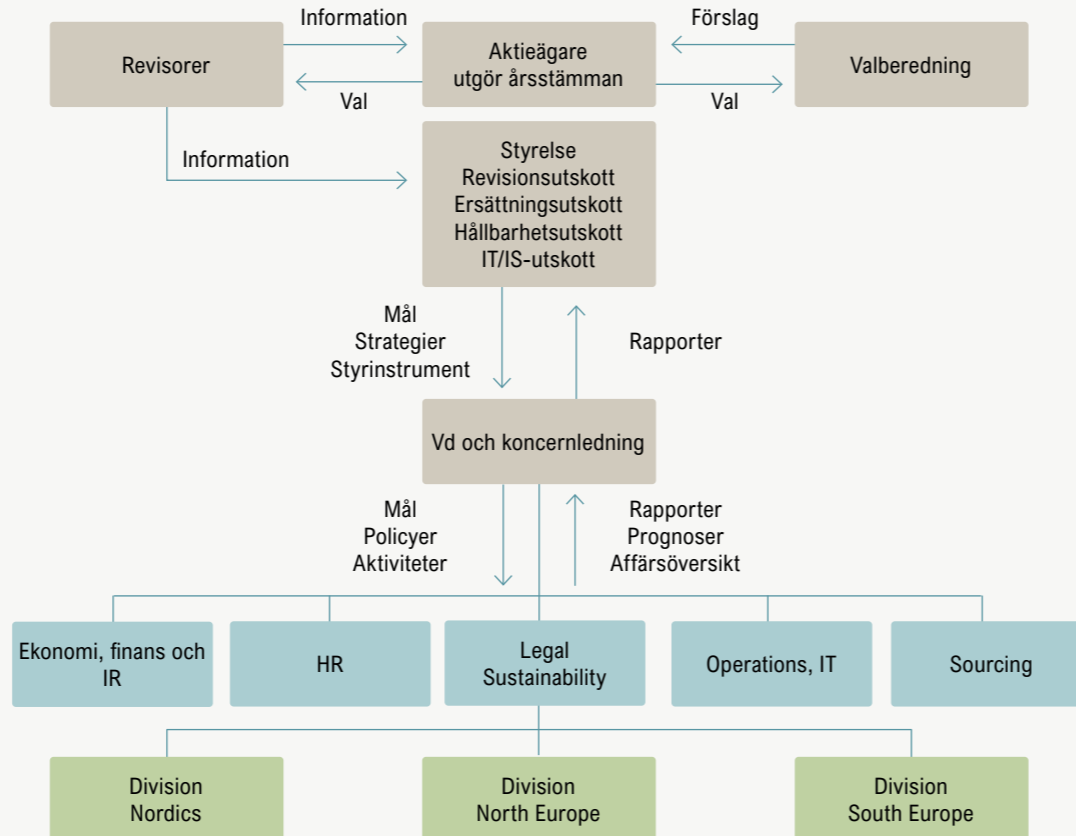 Information
Förslag
Revisorer
Aktieägare
utgör årsstämman
Valberedning
Val
Val
Information
Styrelse
Revisionsutskott
Ersättningsutskott
Hållbarhetsutskott
IT/IS-utskott
Mål
Strategier
Styrinstrument
Rapporter
Vd och koncernledning
Mål
Policyer
Aktiviteter
Rapporter
Prognoser
Affärsöversikt
Ekonomi, finans och
IR
HR
Legal
Sustainability
Operations, IT
Sourcing
Division
Nordics
Division
North Europe
Division
South Europe